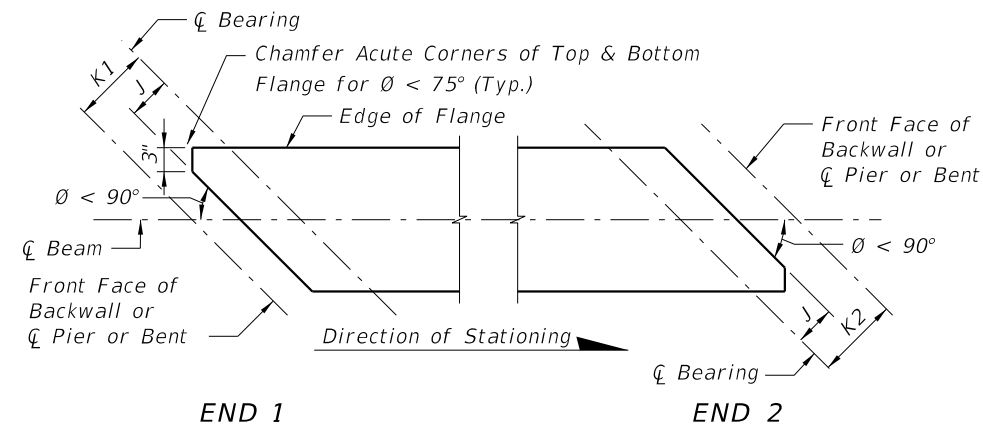 ℄ Bearing
Chamfer Acute Corners of Top & Bottom
Flange for Ø < 75° (Typ.)
K1
J
Edge of Flange
3"
Front Face of
Backwall or
℄ Pier or Bent
Ø < 90°
℄ Beam
Ø < 90°
Front Face of
Backwall or
℄ Pier or Bent
Direction of Stationing
J
K2
℄ Bearing
END 1
END 2